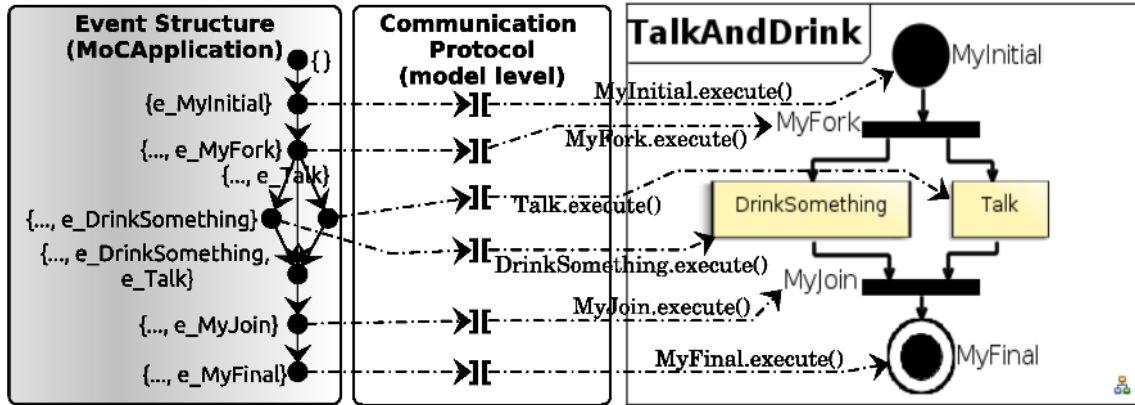 Event Structure
(MoCApplication)
{}
{e_MyInitial}
{..., e_MyFork}
{..., e_Talk}
{..., e_DrinkSomething}
{..., e_DrinkSomething,
e_Talk}
{..., e_MyJoin}
{..., e_MyFinal}
Communication
Protocol
(model level)
MyInitial.execute()
MyFork.execute()
Talk.execute()
DrinkSomething.execute()
MyJoin.execute()
MyFinal.execute()
TalkAndDrink
MyInitial
MyFork
DrinkSomething
Talk
MyJoin
MyFinal